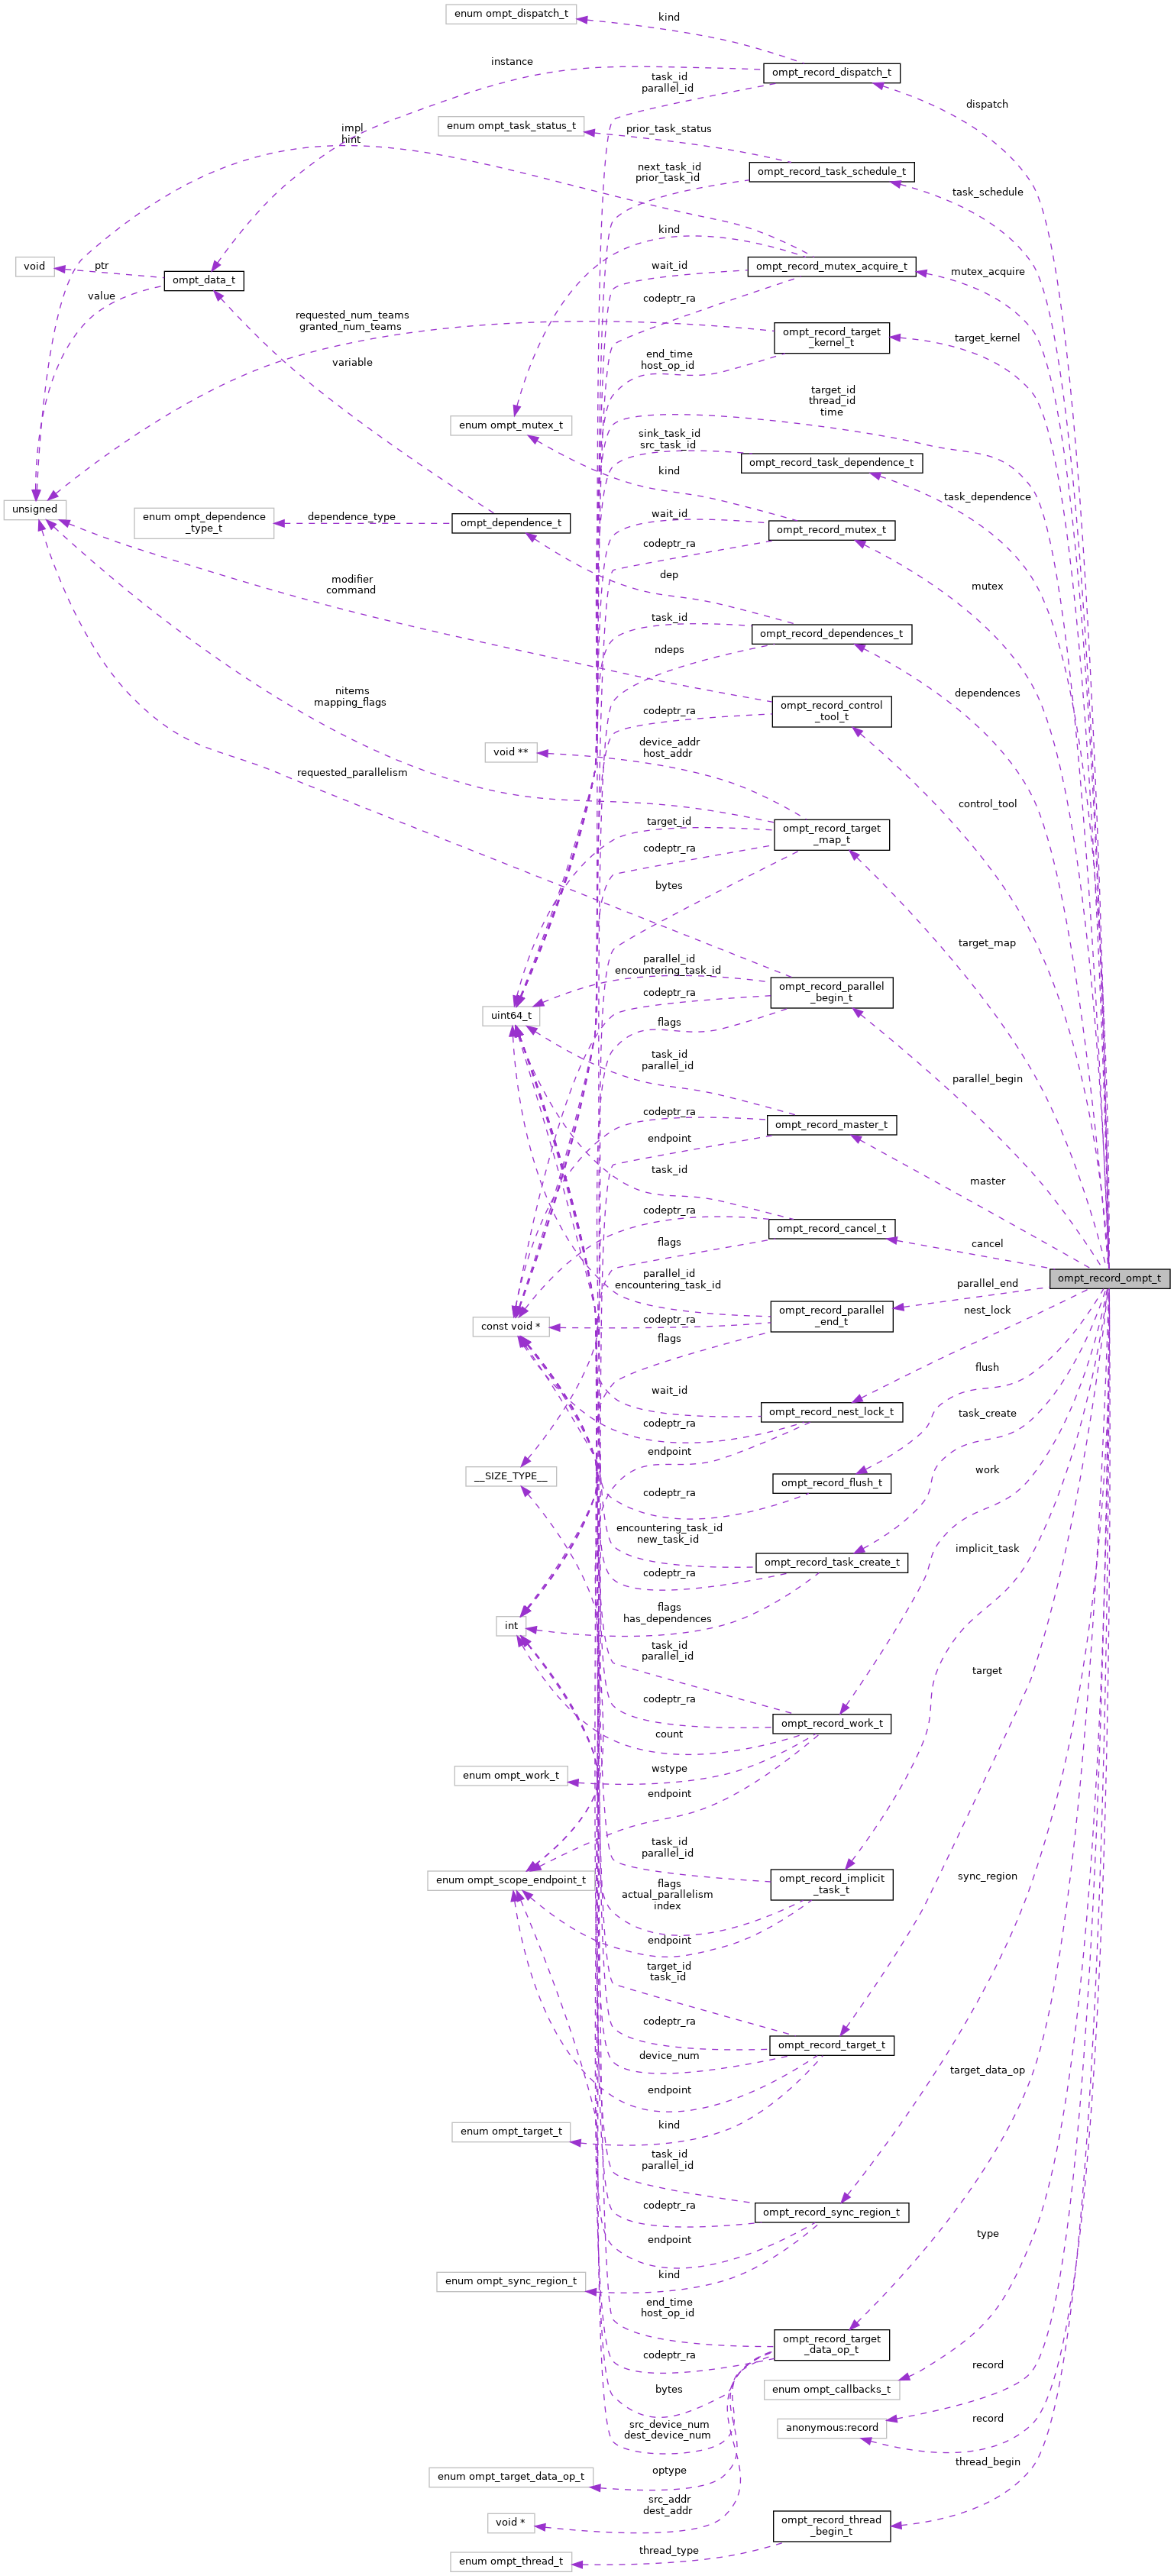 enum ompt_dispatch_t
kind
instance
ompt_record_dispatch_t
task_id
parallel_id
dispatch
enum ompt_task_status_t
impl
hint
prior_task_status
next_task_id
prior_task_id
ompt_record_task_schedule_t
task_schedule
kind
void
ptr
ompt_data_t
wait_id
ompt_record_mutex_acquire_t
mutex_acquire
value
codeptr_ra
requested_num_teams
granted_num_teams
ompt_record_target
_kernel_t
target_kernel
variable
end_time
host_op_id
target_id
thread_id
time
enum ompt_mutex_t
sink_task_id
src_task_id
ompt_record_task_dependence_t
kind
task_dependence
unsigned
enum ompt_dependence
_type_t
dependence_type
ompt_dependence_t
wait_id
ompt_record_mutex_t
codeptr_ra
modifier
command
dep
mutex
task_id
ompt_record_dependences_t
ndeps
nitems
mapping_flags
dependences
codeptr_ra
ompt_record_control
_tool_t
void **
device_addr
host_addr
requested_parallelism
control_tool
target_id
ompt_record_target
_map_t
codeptr_ra
bytes
target_map
parallel_id
encountering_task_id
ompt_record_parallel
_begin_t
codeptr_ra
uint64_t
flags
task_id
parallel_id
parallel_begin
codeptr_ra
ompt_record_master_t
endpoint
task_id
master
codeptr_ra
ompt_record_cancel_t
flags
cancel
parallel_id
encountering_task_id
ompt_record_ompt_t
parallel_end
ompt_record_parallel
_end_t
nest_lock
const void *
codeptr_ra
flags
flush
wait_id
ompt_record_nest_lock_t
task_create
codeptr_ra
endpoint
__SIZE_TYPE__
ompt_record_flush_t
work
codeptr_ra
encountering_task_id
new_task_id
ompt_record_task_create_t
implicit_task
codeptr_ra
flags
has_dependences
int
task_id
parallel_id
target
codeptr_ra
ompt_record_work_t
count
enum ompt_work_t
wstype
endpoint
task_id
parallel_id
enum ompt_scope_endpoint_t
flags
actual_parallelism
index
ompt_record_implicit
_task_t
sync_region
endpoint
target_id
task_id
codeptr_ra
ompt_record_target_t
device_num
target_data_op
endpoint
enum ompt_target_t
kind
task_id
parallel_id
codeptr_ra
ompt_record_sync_region_t
endpoint
type
enum ompt_sync_region_t
kind
end_time
host_op_id
ompt_record_target
_data_op_t
codeptr_ra
record
bytes
enum ompt_callbacks_t
src_device_num
dest_device_num
anonymous:record
record
enum ompt_target_data_op_t
optype
thread_begin
src_addr
dest_addr
void *
ompt_record_thread
_begin_t
enum ompt_thread_t
thread_type